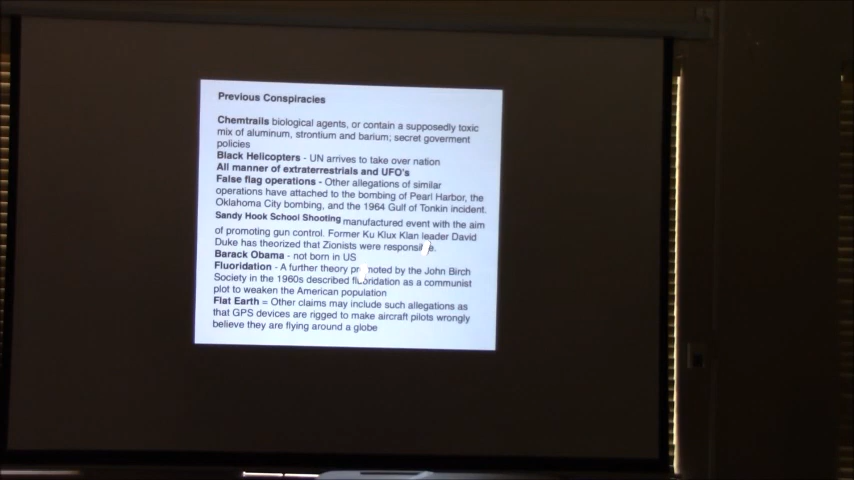 Previous Conspiracies
Chemtrails biological agents, or contain a supposedly toxic
mix of aluminum, strontium and barium; secret goverment
policies
Black Helicopters - UN arrives to take over nation
All manner of extraterrestrials and UFO's
False flag operations - Other allegations of similar
operations have attached to the bombing of Pearl Harbor, the
Oklahoma City bombing, and the 1964 Gulf of Tonkin incident.
Sandy Hook School Shooting manufactured event with the aim
of promoting gun control. Former Ku Klux Klan leader David
Duke has theorized that Zionists were responsible.
Barack Obama - not born in US
Fluoridation - A further theory promoted by the John Birch
Society in the 1960s described fluoridation as a communist
plot to weaken the American population
Flat Earth = Other claims may include such allegations as
that GPS devices are rigged to make aircraft pilots wrongly
believe they are flying around a globe